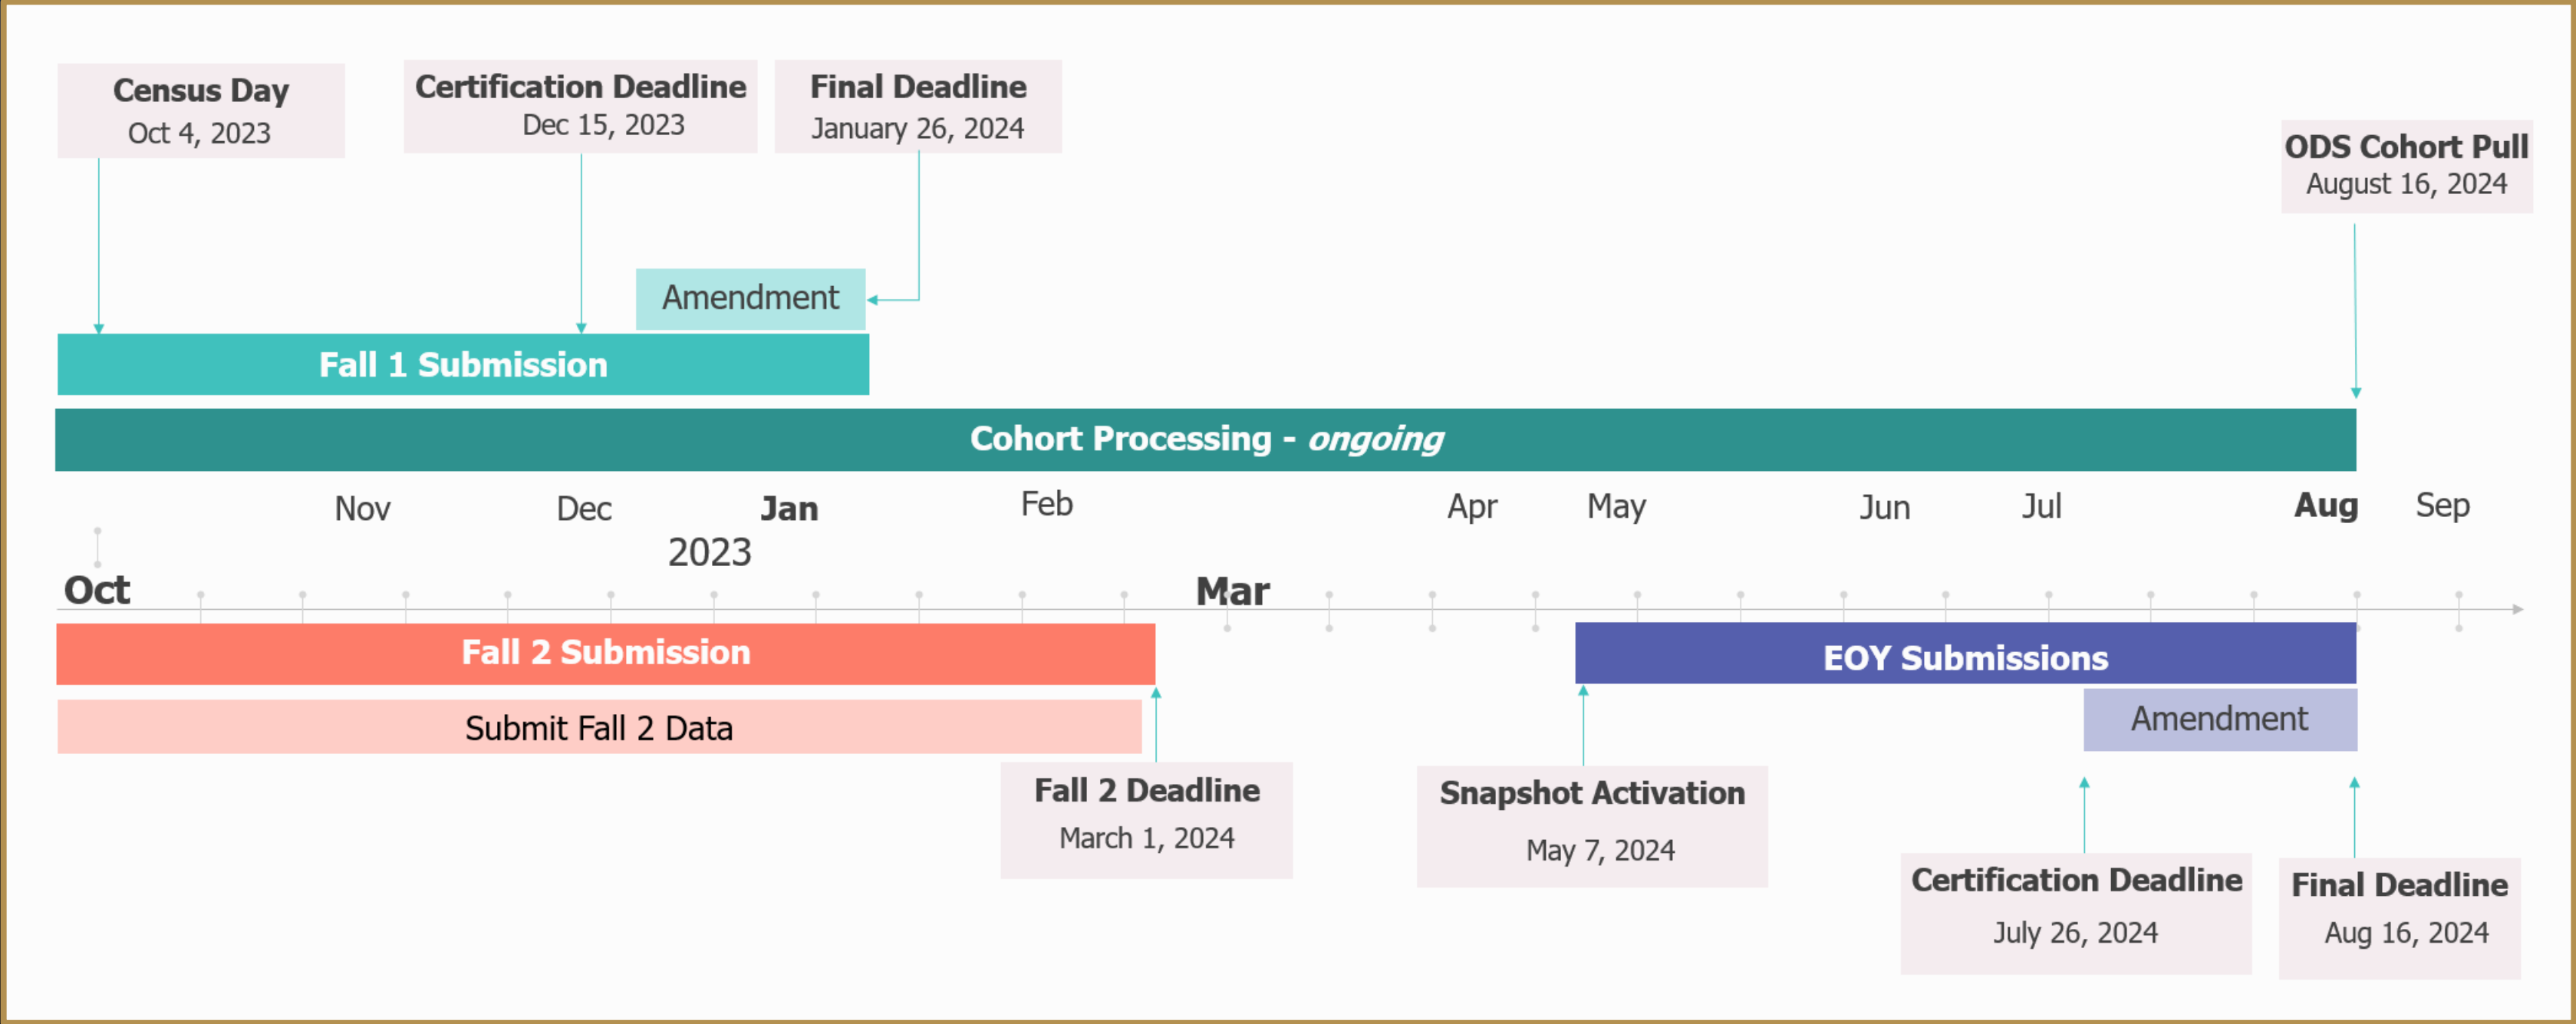 Census Day
Oct 4, 2023
Certification Deadline
Dec 15, 2023
Final Deadline
January 26, 2024
ODS Cohort Pull
August 16, 2024
Amendment
Fall 1 Submission
Cohort Processing - ongoing
Nov
Dec
Jan
Feb
Apr
May
Jun
Jul
Aug
Sep
2023
Oct
Mar
Fall 2 Submission
EOY Submissions
Submit Fall 2 Data
Amendment
Fall 2 Deadline
March 1, 2024
Snapshot Activation
May 7, 2024
Certification Deadline
July 26, 2024
Final Deadline
Aug 16, 2024